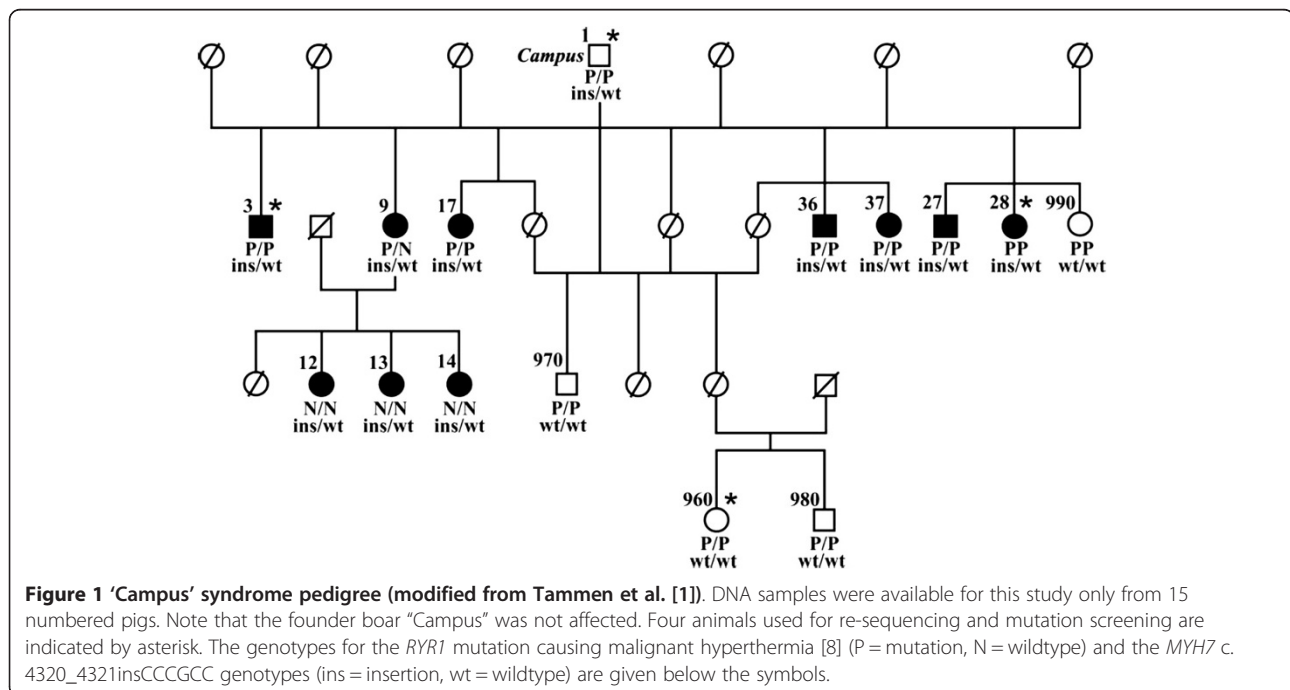 1 *
Campus
P/P
ins/wt
3 * 9 17 36 37 27 28 * 990
P/P P/N P/P P/P P/P P/P PP PP
ins/wt ins/wt ins/wt ins/wt ins/wt ins/wt ins/wt wt/wt
12 13 14 970
N/N N/N N/N P/P
ins/wt ins/wt ins/wt wt/wt
960 * 980
P/P P/P
wt/wt wt/wt
Figure 1 'Campus' syndrome pedigree (modified from Tammen et al. [1]). DNA samples were available for this study only from 15
numbered pigs. Note that the founder boar "Campus" was not affected. Four animals used for re-sequencing and mutation screening are
indicated by asterisk. The genotypes for the RYR1 mutation causing malignant hyperthermia [8] (P = mutation, N = wildtype) and the MYH7 c.
4320_4321insCCCGCC genotypes (ins = insertion, wt = wildtype) are given below the symbols.